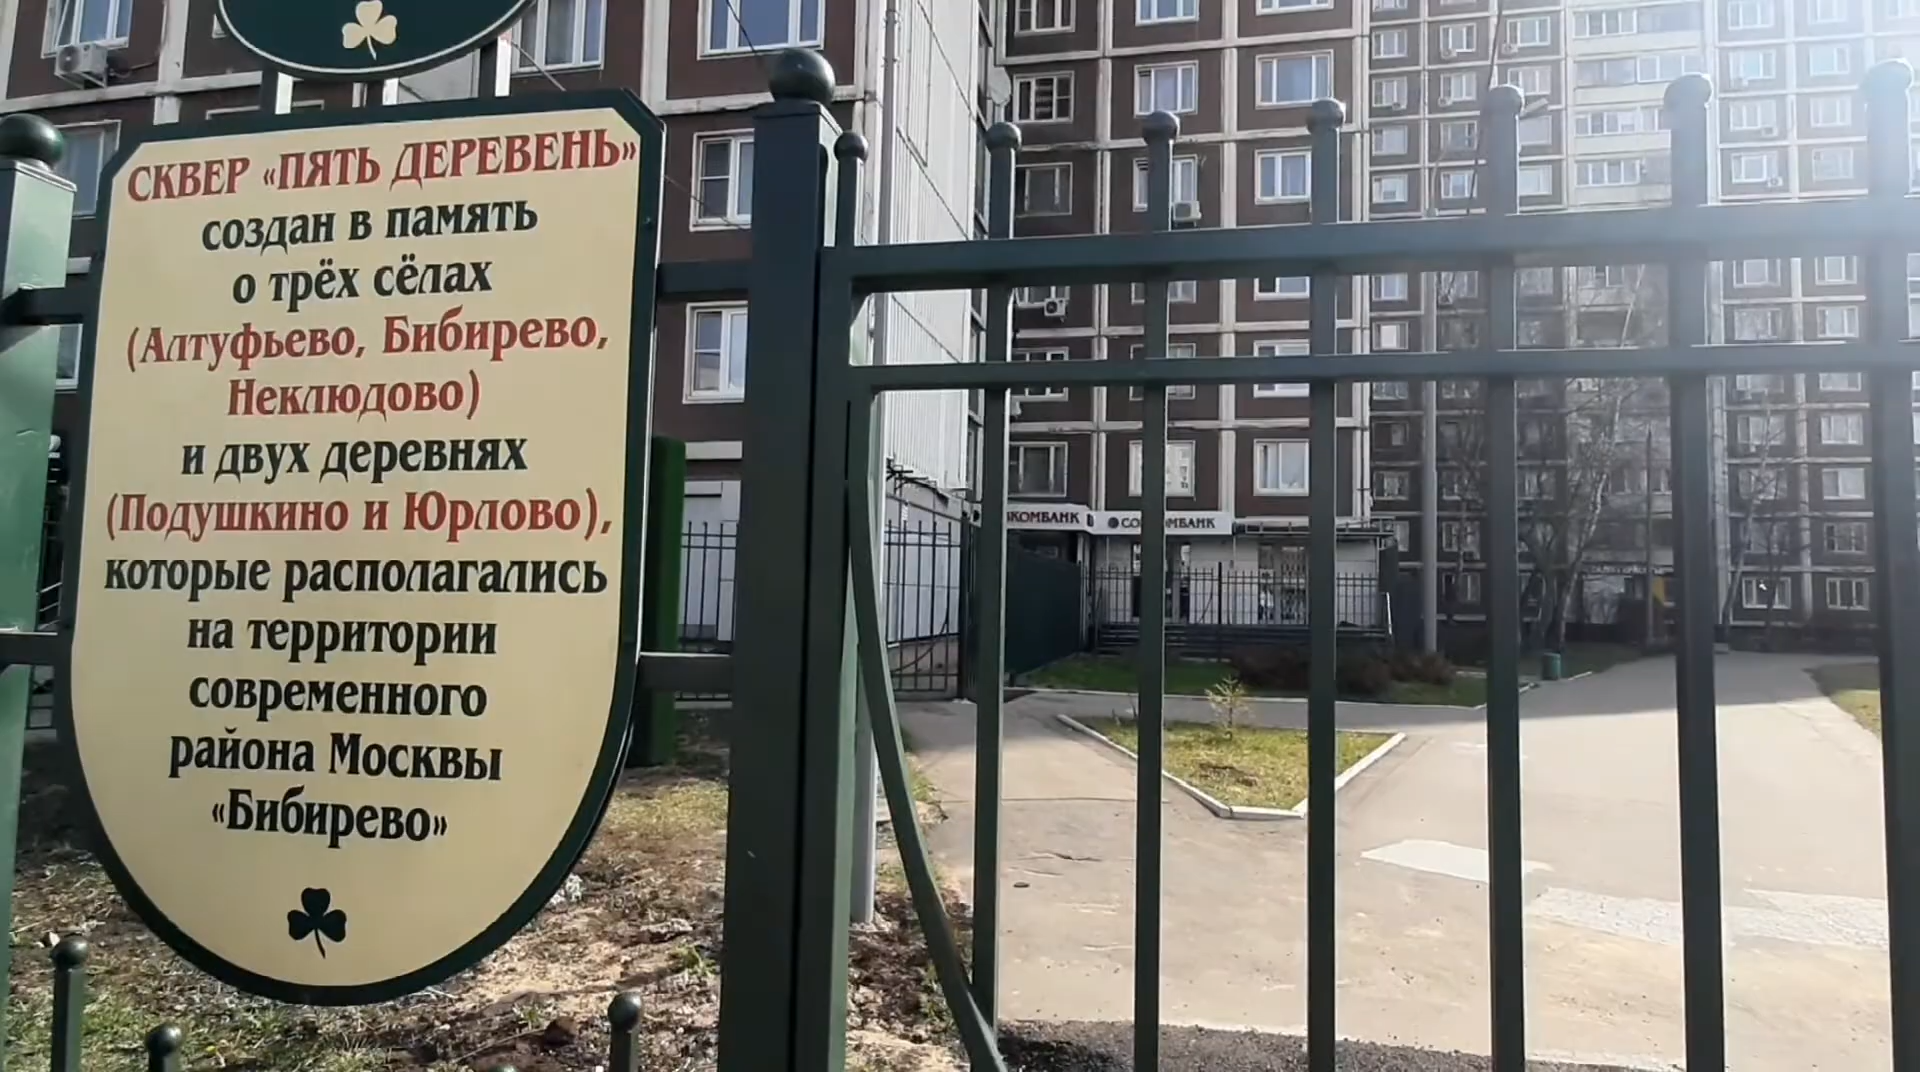 СКВЕР «ПЯТЬ ДЕРЕВЕНЬ»
создан в память
о трёх сёлах
(Алтуфьево, Бибирево,
Неклюдово)
и двух деревнях
(Подушкино и Юрлово),
которые располагались
на территории
современного
района Москвы
«Бибирево»